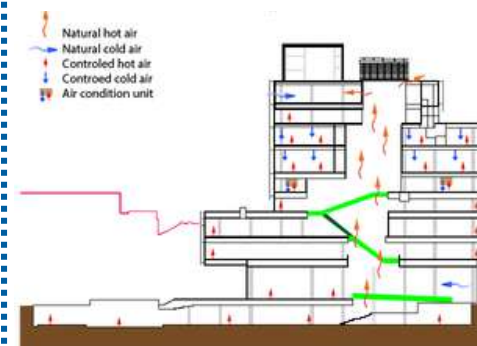 Natural hot air
Natural cold air
Controled hot air
Controed cold air
Air condition unit